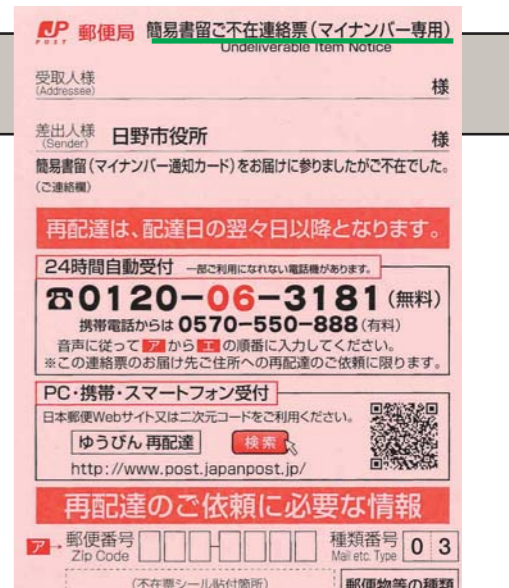 JP POST 郵便局 簡易書留ご不在連絡票(マイナンバー専用)
Undeliverable Item Notice
受取人様
(Addressee)
様
差出人様 日野市役所 様
(Sender)
簡易書留(マイナンバー通知カード)をお届けに参りましたがご不在でした。
(ご連絡欄)
再配達は、配達日の翌々日以降となります。
24時間自動受付 一部ご利用になれない電話機があります。
0120-06-3181(無料)
携帯電話からは 0570-550-888(有料)
音声に従って ア から エ の順番に入力してください。
※この連絡票のお届け先ご住所への再配達のご依頼に限ります。
PC・携帯・スマートフォン受付
日本郵便Webサイト又は二次元コードをご利用ください。
ゆうびん 再配達 検索
http://www.post.japanpost.jp/
再配達のご依頼に必要な情報
ア→ 郵便番号 種類番号 0 3
Zip Code Mail etc. Type
(不在票シール貼付箇所) 郵便物等の種類